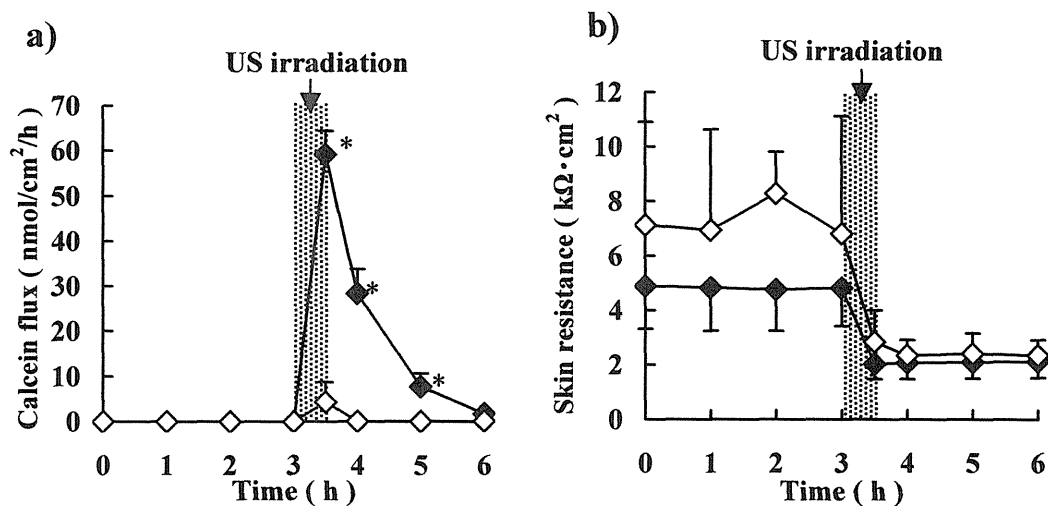 a)
US irradiation
Calcein flux ( nmol/cm²/h )
70
60
50
40
30
20
10
0
*
*
*
0 1 2 3 4 5 6
Time ( h )
b)
US irradiation
Skin resistance ( kΩ·cm² )
12
10
8
6
4
2
0
0 1 2 3 4 5 6
Time ( h )